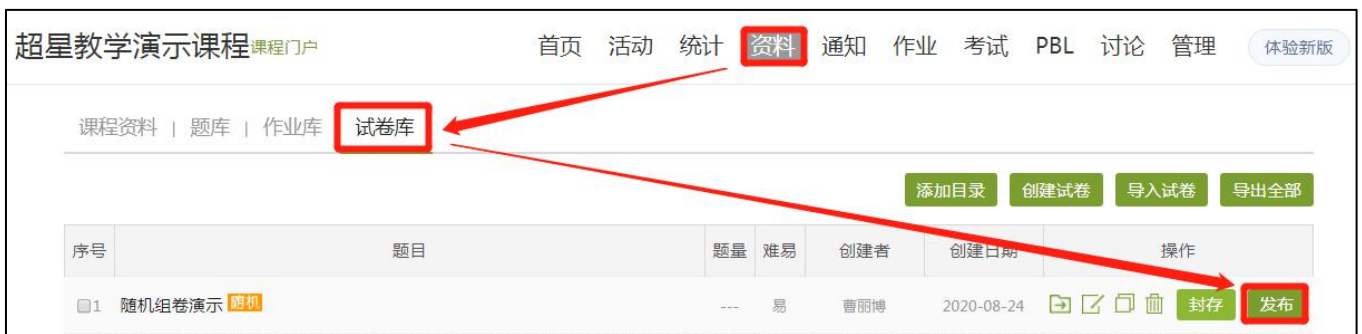 超星教学演示课程课程门户 首页 活动 统计 资料 通知 作业 考试 PBL 讨论 管理 体验新版
课程资料 | 题库 | 作业库 试卷库
添加目录 创建试卷 导入试卷 导出全部
序号 题目 题量 难易 创建者 创建日期 操作
1 随机组卷演示 随机 --- 易 曹丽博 2020-08-24 封存 发布